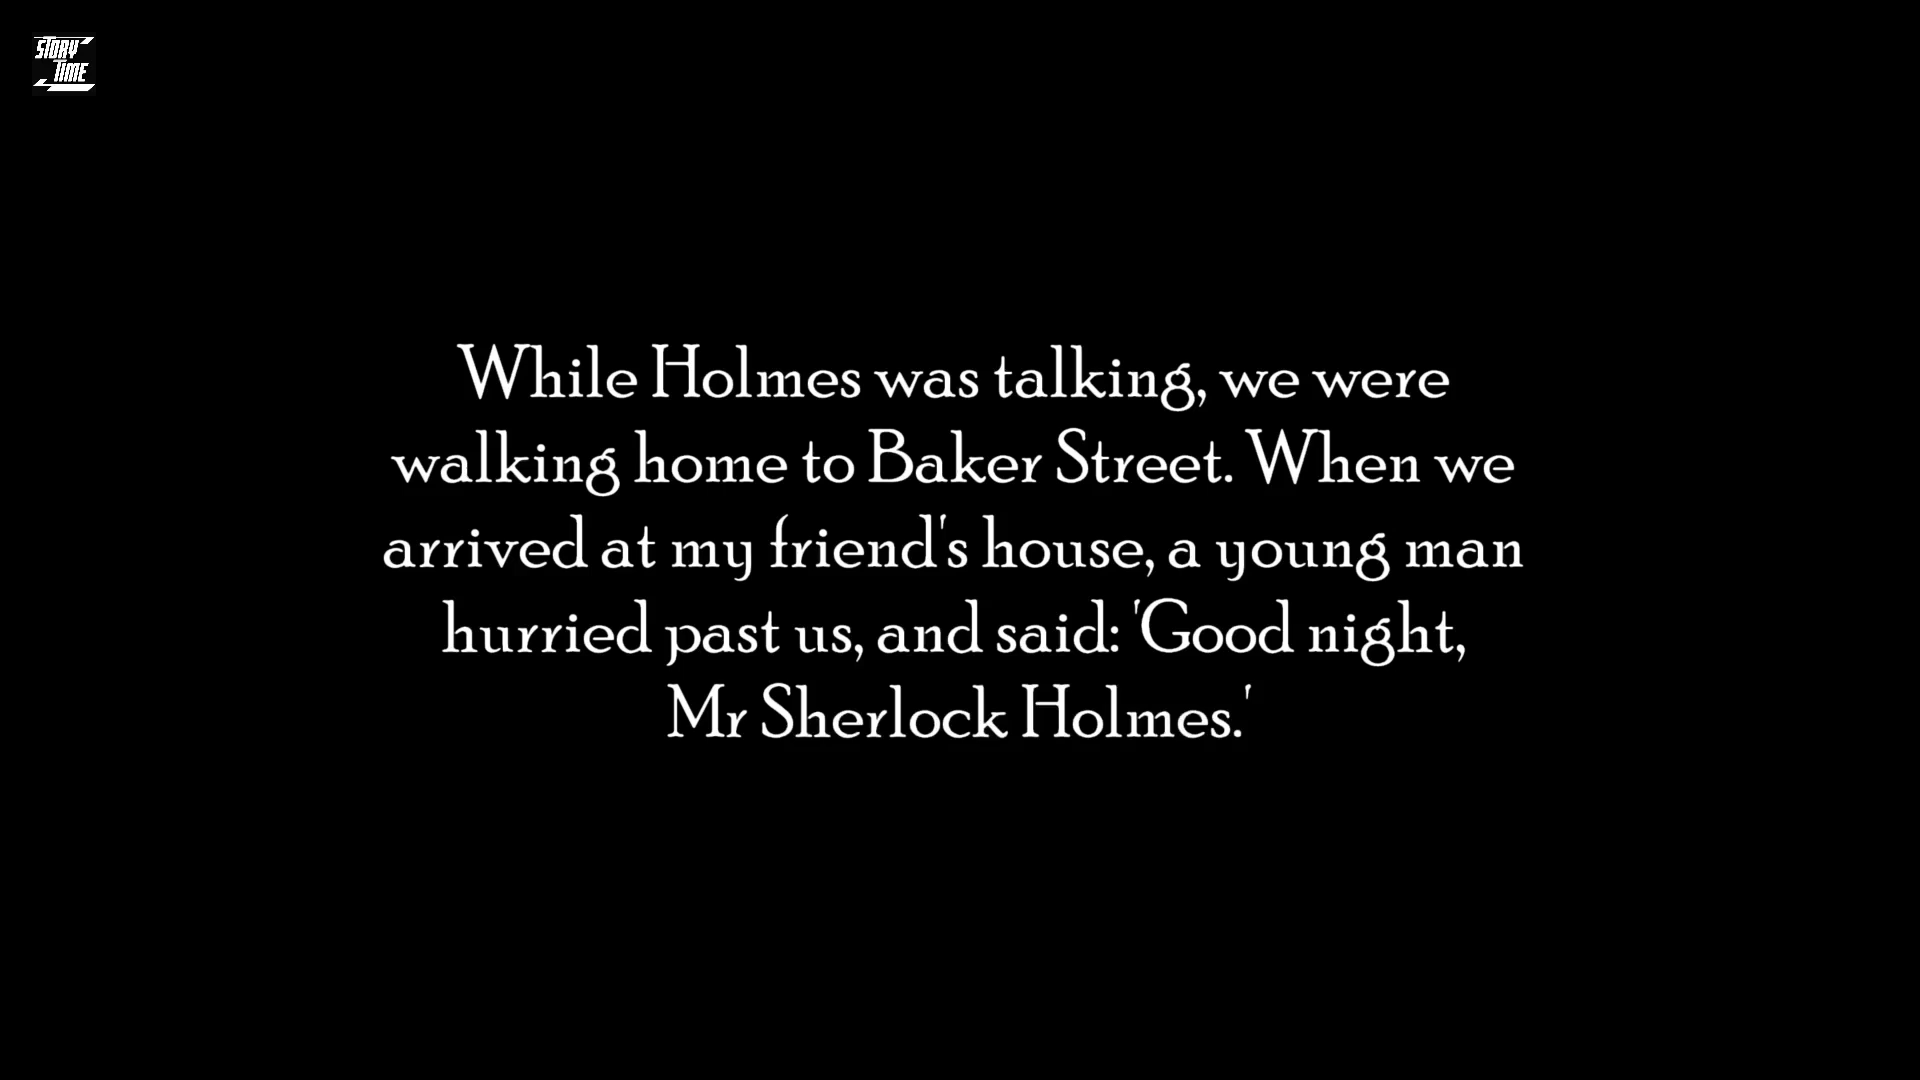 STORY
TIME
While Holmes was talking, we were
walking home to Baker Street. When we
arrived at my friend's house, a young man
hurried past us, and said: 'Good night,
Mr Sherlock Holmes.'